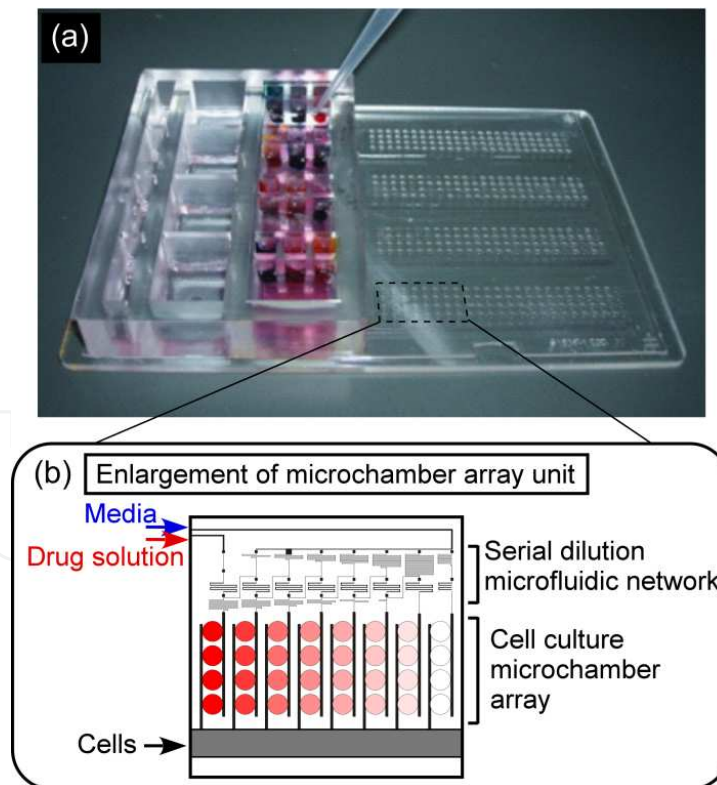 (a)
(b) Enlargement of microchamber array unit
Media
Drug solution
Serial dilution
microfluidic network
Cell culture
microchamber
array
Cells